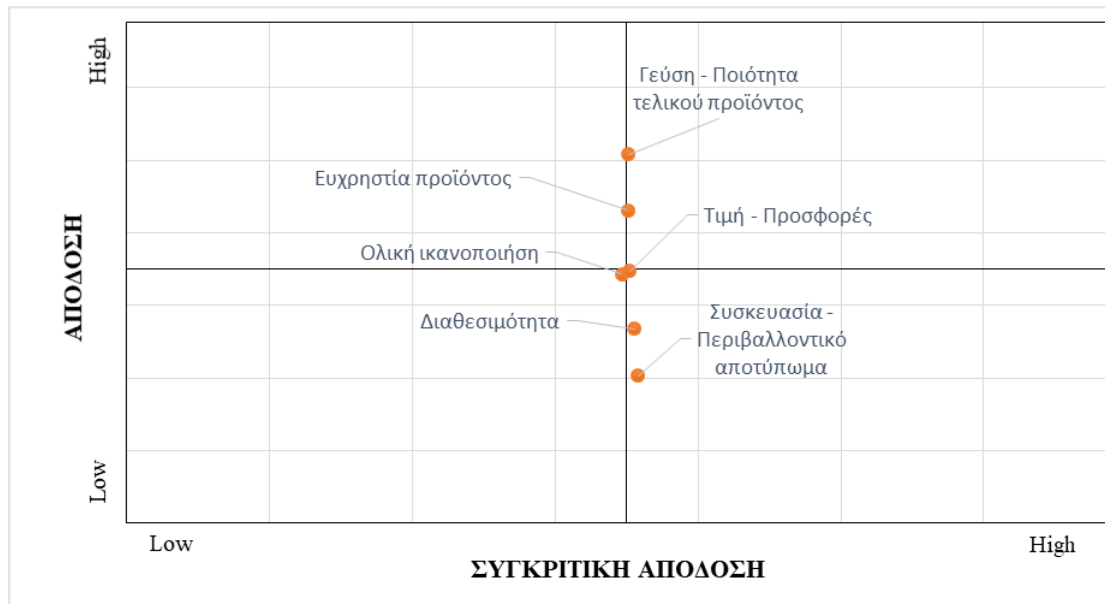 High
Γεύση - Ποιότητα
τελικού προϊόντος
Ευχρηστία προϊόντος
Τιμή - Προσφορές
ΑΠΟΔΟΣΗ
Ολική ικανοποιήση
Διαθεσιμότητα
Συσκευασία -
Περιβαλλοντικό
αποτύπωμα
Low
Low
High
ΣΥΓΚΡΙΤΙΚΗ ΑΠΟΔΟΣΗ